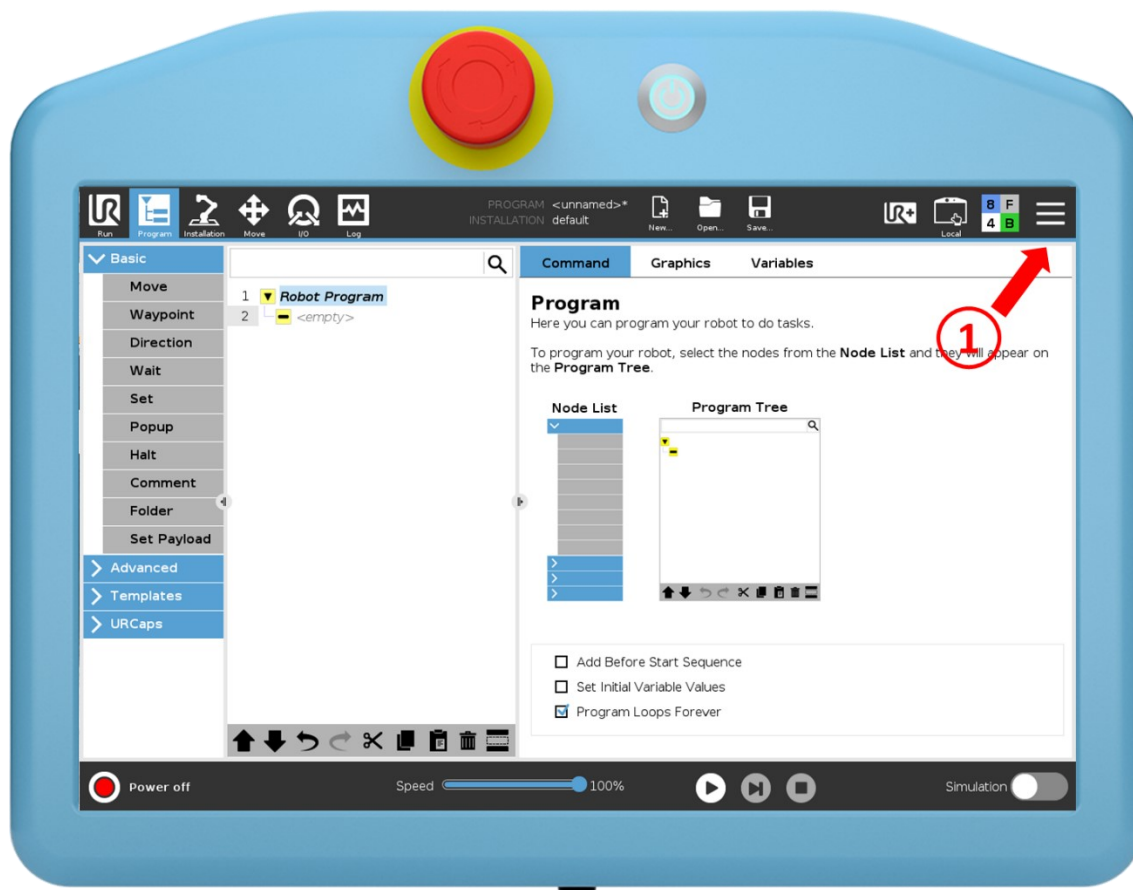 PROGRAM <unnamed>*
INSTALLATION default
UR
Run
Program
Installation
Move
I/O
Log
New...
Open...
Save...
UR+
Local
8 F
4 B
1
Basic
Move
Waypoint
Direction
Wait
Set
Popup
Halt
Comment
Folder
Set Payload
Advanced
Templates
URCaps
1 Robot Program
2 <empty>
Command Graphics Variables
Program
Here you can program your robot to do tasks.
To program your robot, select the nodes from the Node List and they will appear on
the Program Tree.
Node List Program Tree
Add Before Start Sequence
Set Initial Variable Values
Program Loops Forever
Power off
Speed 100%
Simulation